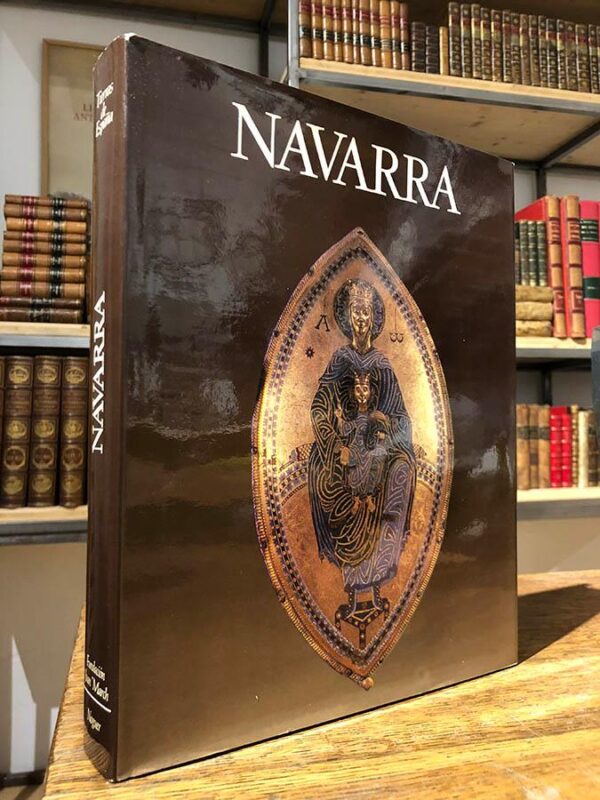 Tierras
de
España
NAVARRA
Fundación
Juan March
Noguer
NAVARRA
A ω